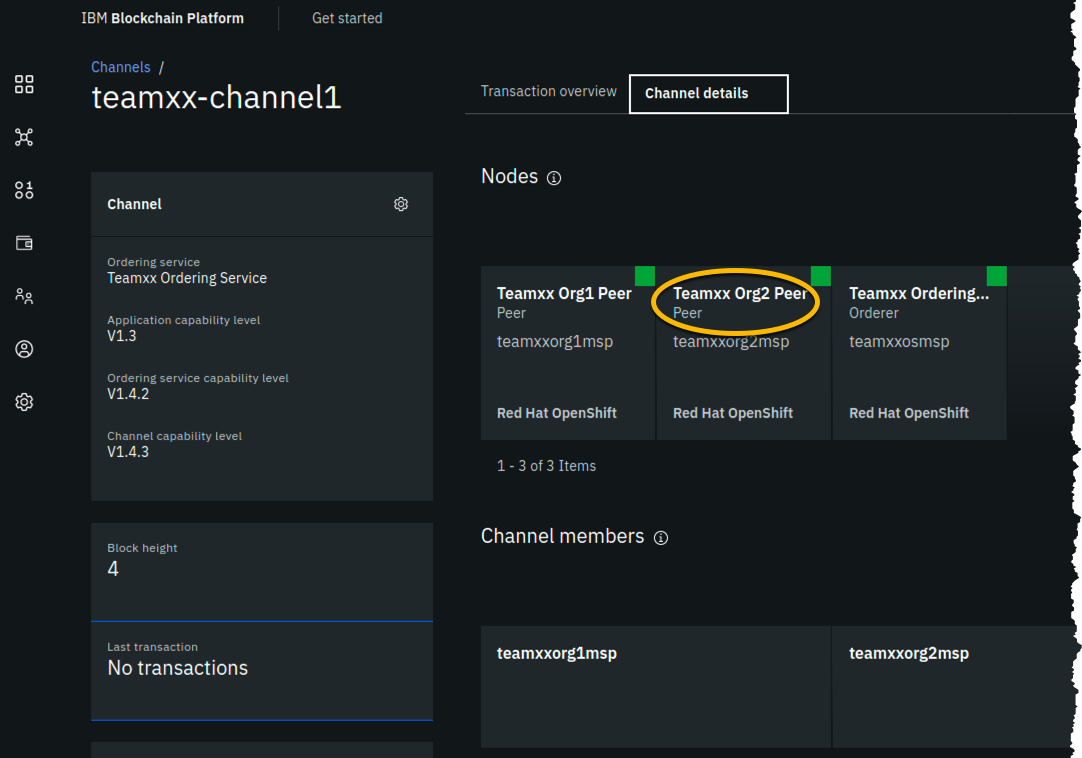 IBM Blockchain Platform
Get started
Channels /
teamxx-channel1
Transaction overview
Channel details
Channel
Ordering service
Teamxx Ordering Service
Application capability level
V1.3
Ordering service capability level
V1.4.2
Channel capability level
V1.4.3
Block height
4
Last transaction
No transactions
Nodes
Teamxx Org1 Peer
Peer
teamxxorg1msp
Red Hat OpenShift
Teamxx Org2 Peer
Peer
teamxxorg2msp
Red Hat OpenShift
Teamxx Ordering...
Orderer
teamxxosmsp
Red Hat OpenShift
1 - 3 of 3 Items
Channel members
teamxxorg1msp
teamxxorg2msp